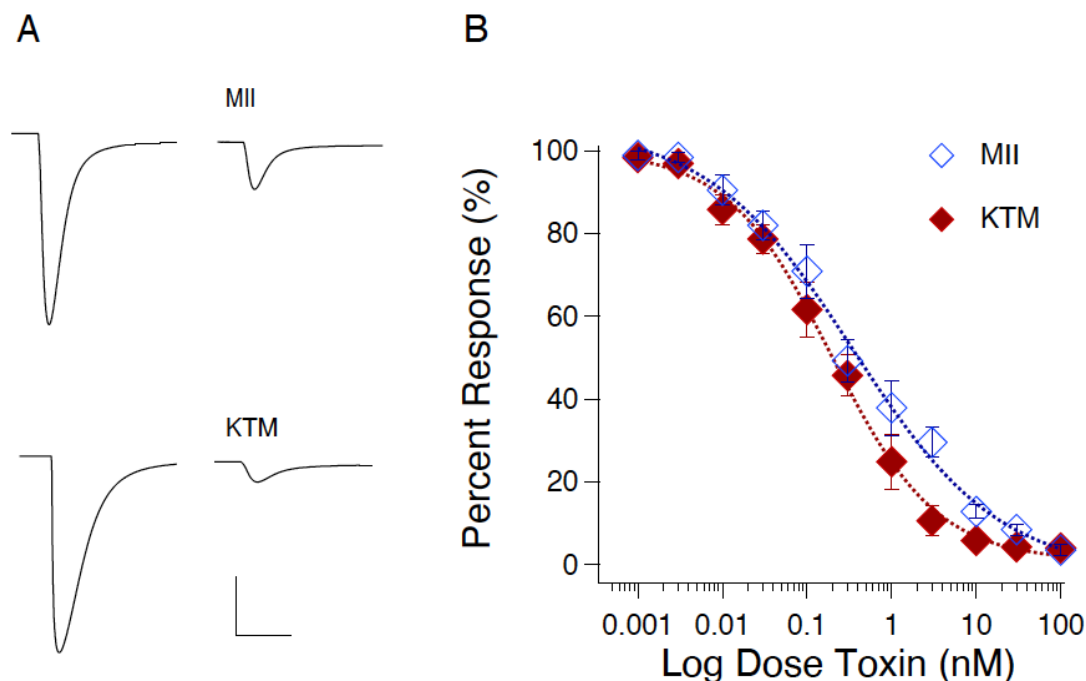 A
MII
KTM
B
Percent Response (%)
100
80
60
40
20
0
MII
KTM
0.001 0.01 0.1 1 10 100
Log Dose Toxin (nM)